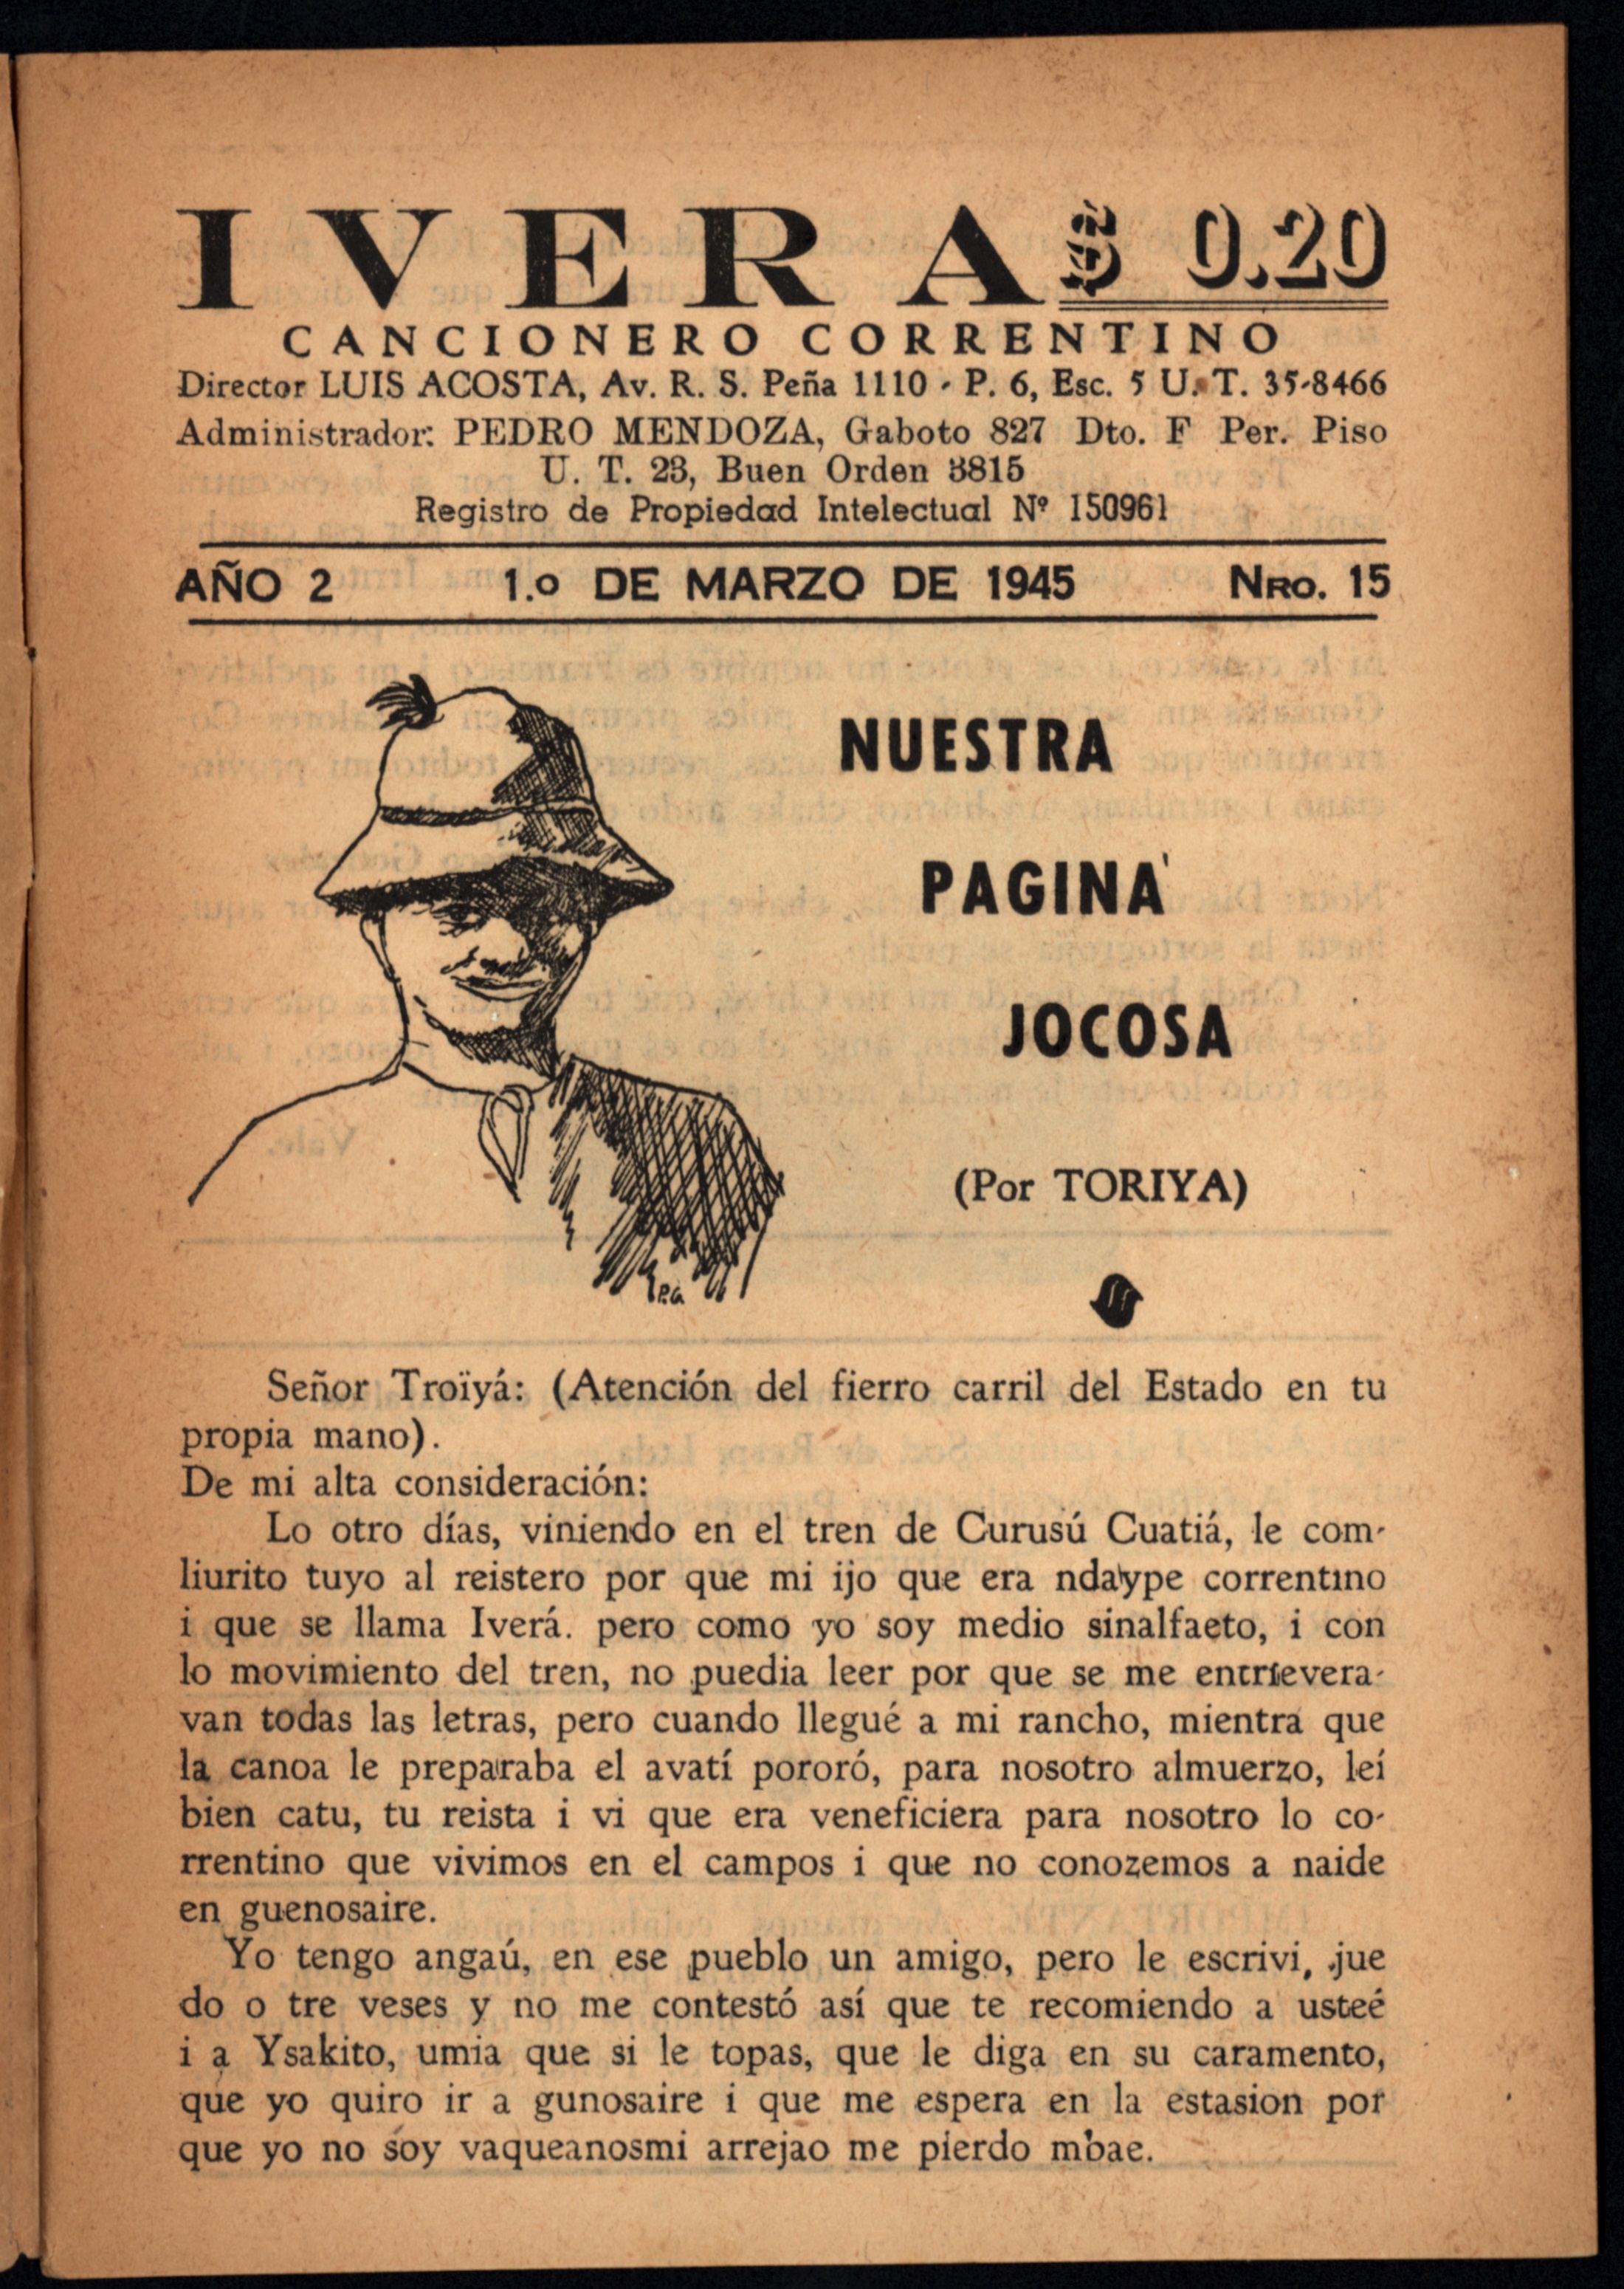 IVERA $ 0.20
CANCIONERO CORRENTINO
Director LUIS ACOSTA, Av. R. S. Peña 1110 - P. 6, Esc. 5 U. T. 35-8466
Administrador: PEDRO MENDOZA, Gaboto 827 Dto. F Per. Piso
U. T. 23, Buen Orden 3815
Registro de Propiedad Intelectual Nº 150961
AÑO 2 1.º DE MARZO DE 1945 NRO. 15
NUESTRA
PAGINA
JOCOSA
(Por TORIYA)
Señor Troïyá: (Atención del fierro carril del Estado en tu
propia mano).
De mi alta consideración:
Lo otro días, viniendo en el tren de Curusú Cuatiá, le com-
liurito tuyo al reistero por que mi ijo que era ndaype correntino
i que se llama Iverá. pero como yo soy medio sinalfaeto, i con
lo movimiento del tren, no puedia leer por que se me entrievera-
van todas las letras, pero cuando llegué a mi rancho, mientra que
la canoa le preparaba el avatí pororó, para nosotro almuerzo, leí
bien catu, tu reista i vi que era veneficiera para nosotro lo co-
rrentino que vivimos en el campos i que no conozemos a naide
en guenosaire.
Yo tengo angaú, en ese pueblo un amigo, pero le escrivi, jue
do o tre veses y no me contestó así que te recomiendo a usteé
i a Ysakito, umia que si le topas, que le diga en su caramento,
que yo quiro ir a gunosaire i que me espera en la estasion por
que yo no soy vaqueanosmi arrejao me pierdo mbae.